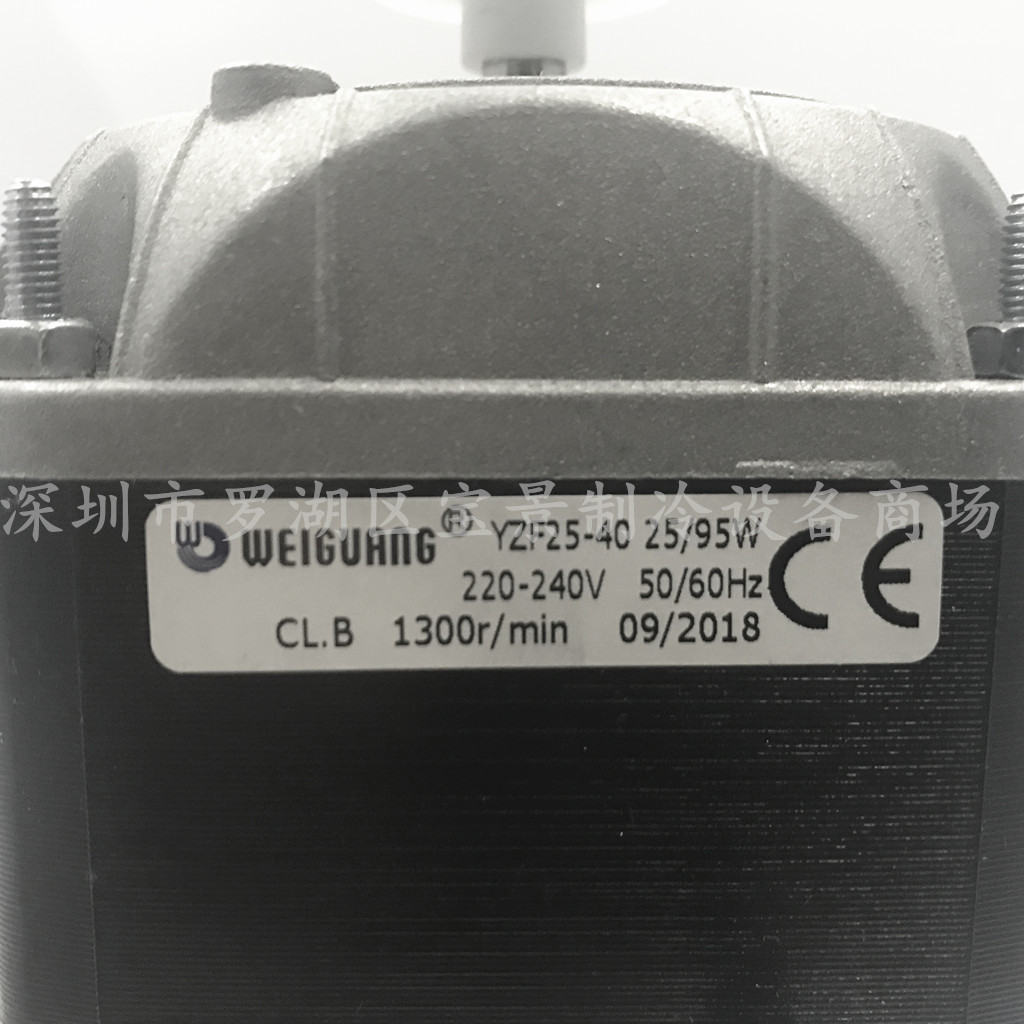 深圳市罗湖区宝景制冷设备商场
WEIGUANG® YZF25-40 25/95W CE
220-240V 50/60Hz
CL.B 1300r/min 09/2018